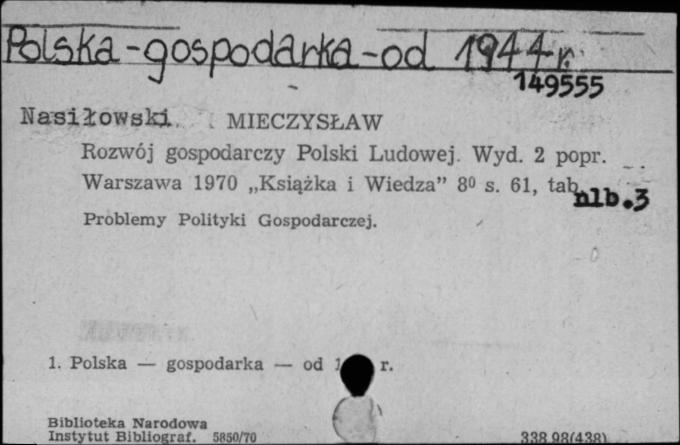 Polska - gospodarka - od 1944 r.
149555
Nasiłowski, MIECZYSŁAW
Rozwój gospodarczy Polski Ludowej. Wyd. 2 popr.
Warszawa 1970 „Książka i Wiedza” 8⁰ s. 61, tab.
nlb. 3
Problemy Polityki Gospodarczej.
1. Polska — gospodarka — od r.
Biblioteka Narodowa
Instytut Bibliograf. 5850/70
338.98(438)